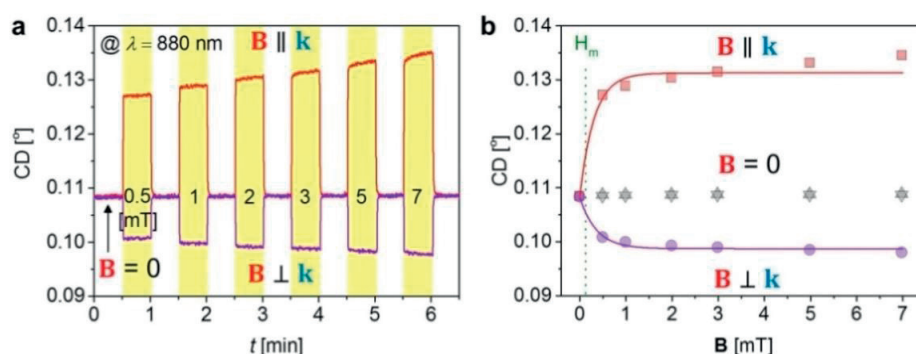 a
@ λ = 880 nm
B ∥ k
0.14
0.13
0.12
0.11
0.10
0.09
CD [°]
0.5
[mT]
1
2
3
5
7
B = 0
B ⊥ k
0 1 2 3 4 5 6
t [min]
b
H_m
B ∥ k
0.14
0.13
0.12
0.11
0.10
0.09
CD [°]
B = 0
B ⊥ k
0 1 2 3 4 5 6 7
B [mT]